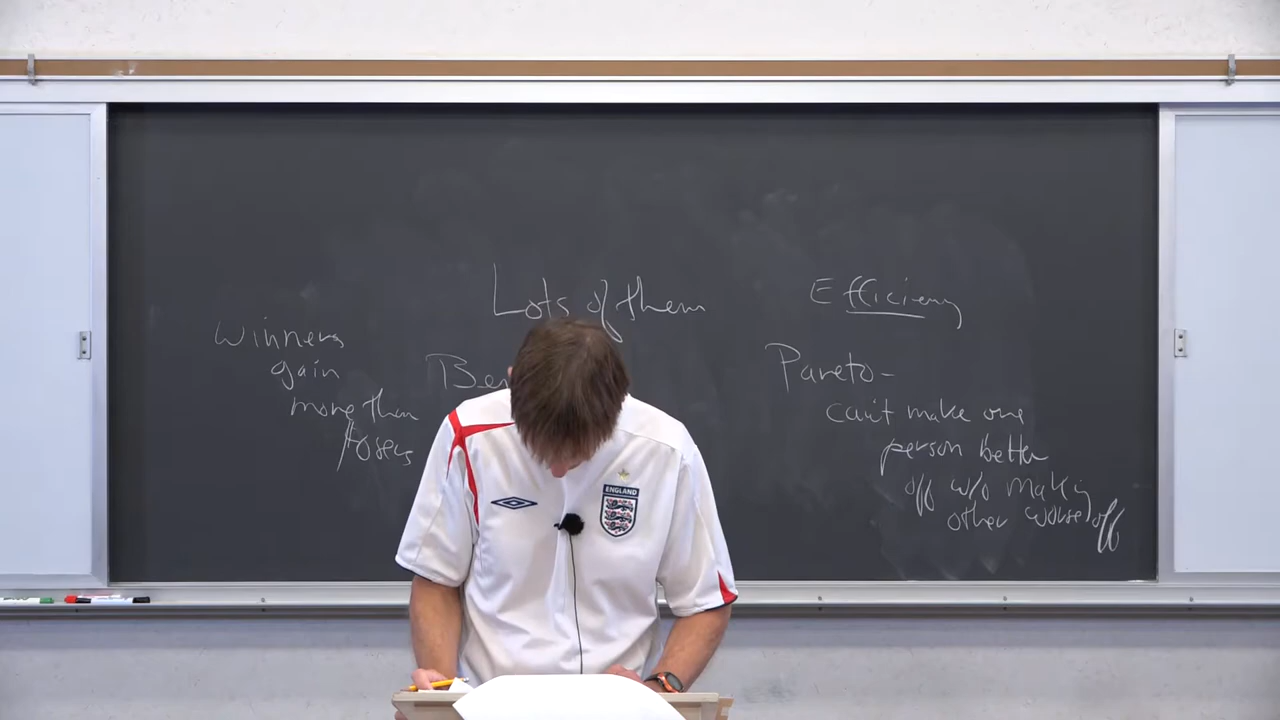 Lots of them
Efficiency
Winners
gain
more than
losers
Ben
Pareto-
can't make one
person better
off w/o making
other worse off
ENGLAND